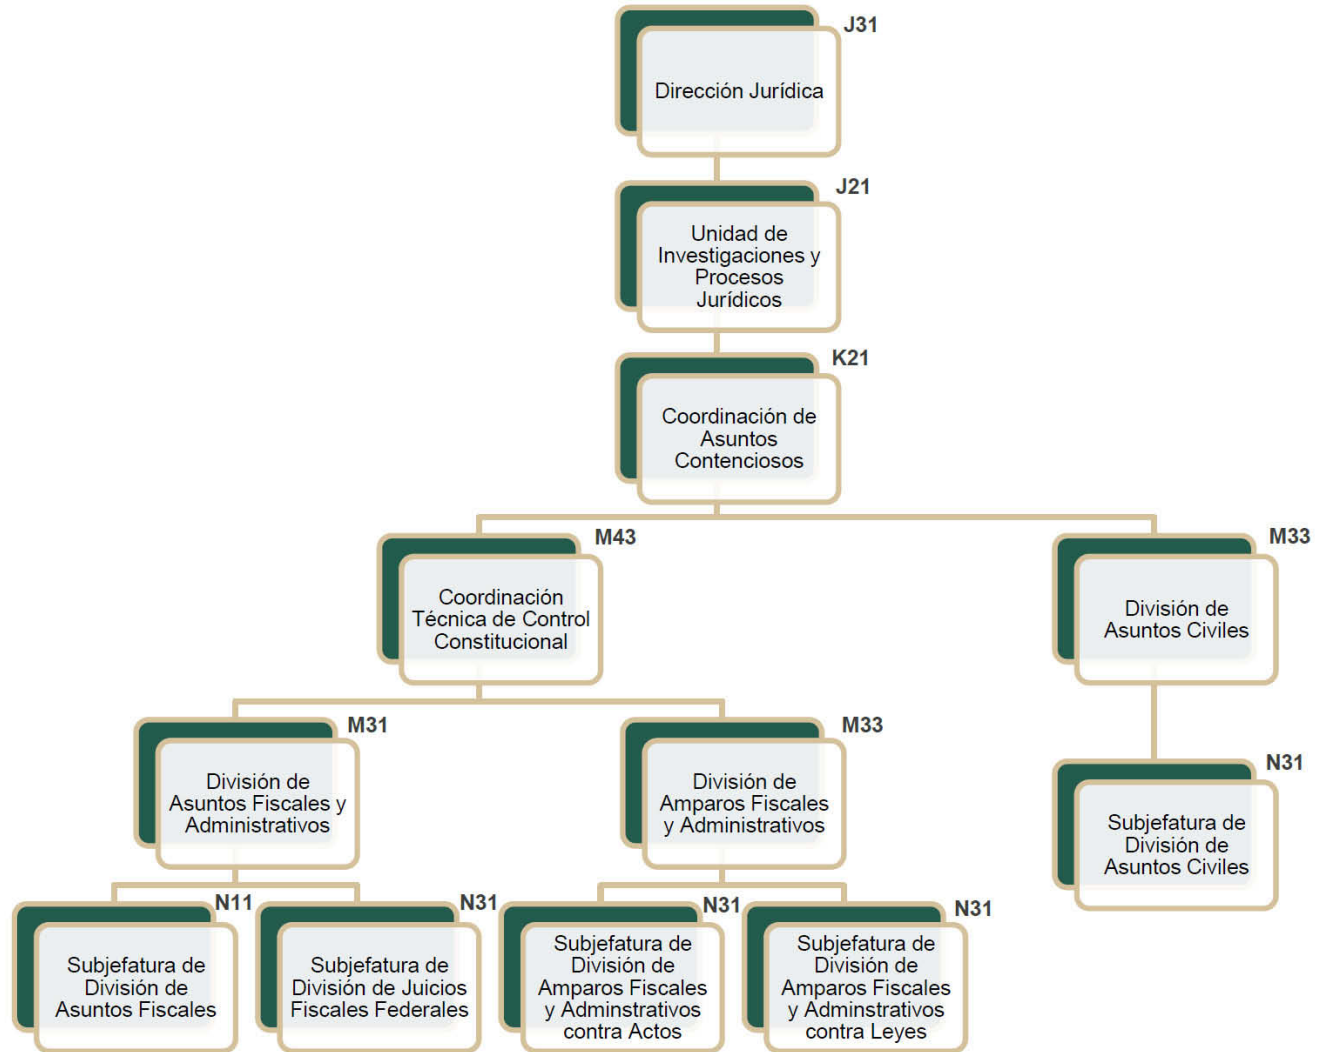 J31
Dirección Jurídica
J21
Unidad de
Investigaciones y
Procesos
Jurídicos
K21
Coordinación de
Asuntos
Contenciosos
M43
Coordinación
Técnica de Control
Constitucional
M33
División de
Asuntos Civiles
M31
División de
Asuntos Fiscales y
Administrativos
M33
División de
Amparos Fiscales
y Administrativos
N31
Subjefatura de
División de
Asuntos Civiles
N11
Subjefatura de
División de
Asuntos Fiscales
N31
Subjefatura de
División de Juicios
Fiscales Federales
N31
Subjefatura de
División de
Amparos Fiscales
y Adminstrativos
contra Actos
N31
Subjefatura de
División de
Amparos Fiscales
y Adminstrativos
contra Leyes